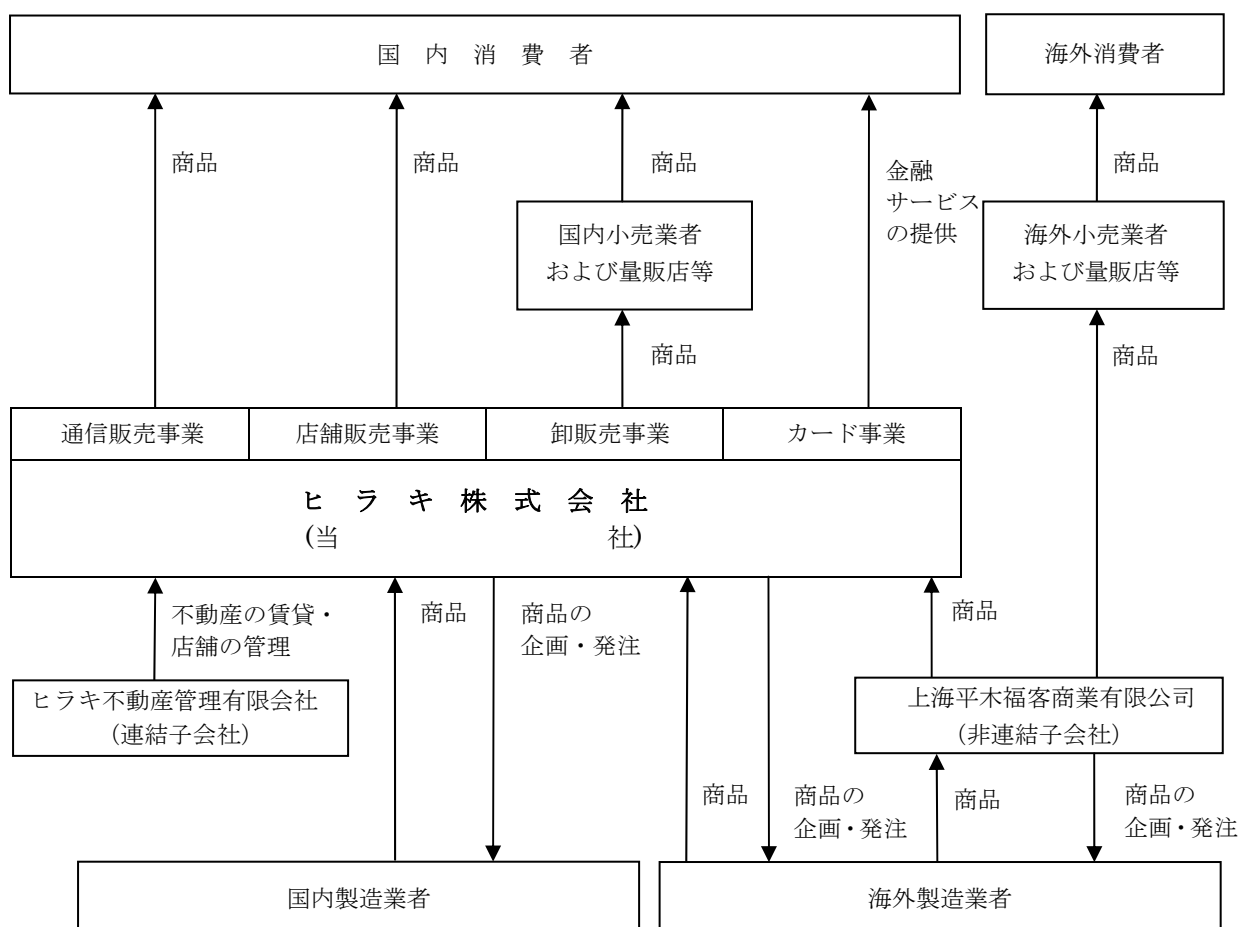 国内消費者
海外消費者
商品
商品
商品
金融
サービス
の提供
商品
国内小売業者
および量販店等
海外小売業者
および量販店等
商品
商品
通信販売事業
店舗販売事業
卸販売事業
カード事業
ヒラキ株式会社
(当社)
不動産の賃貸・
店舗の管理
商品
商品の
企画・発注
商品
ヒラキ不動産管理有限会社
(連結子会社)
上海平木福客商業有限公司
(非連結子会社)
商品
商品の
企画・発注
商品
商品の
企画・発注
国内製造業者
海外製造業者